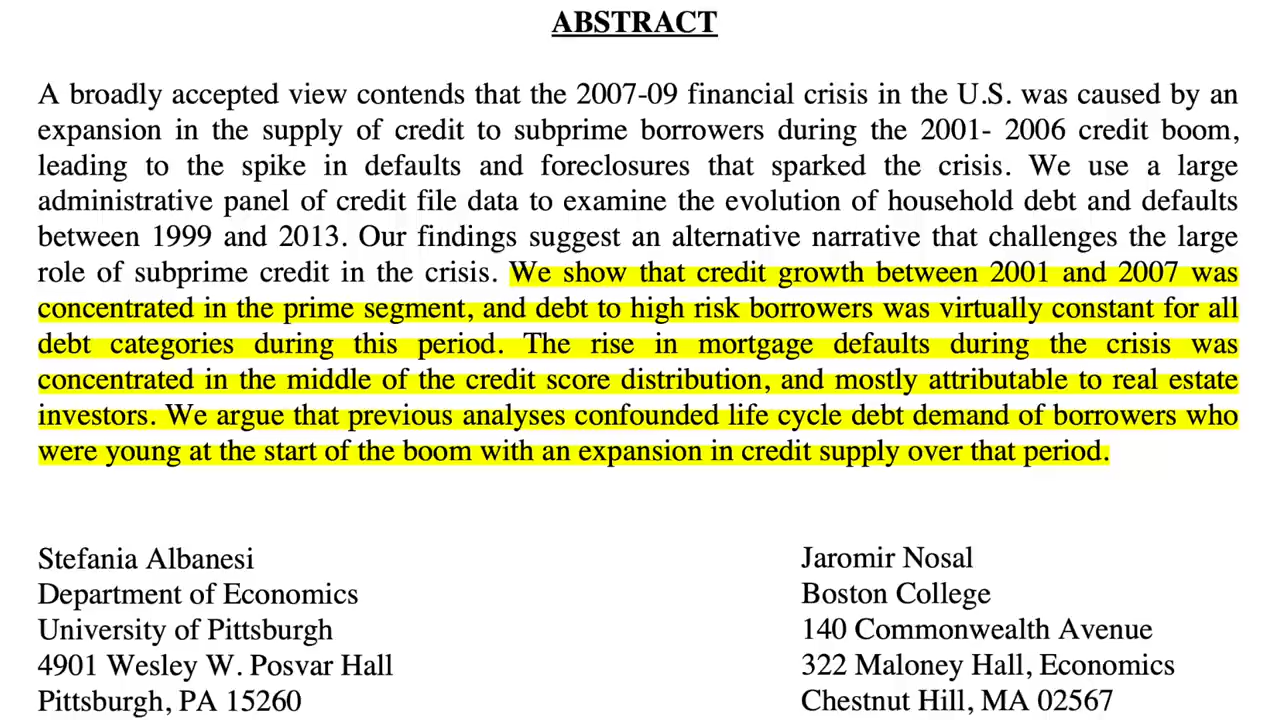 ABSTRACT
A broadly accepted view contends that the 2007-09 financial crisis in the U.S. was caused by an
expansion in the supply of credit to subprime borrowers during the 2001- 2006 credit boom,
leading to the spike in defaults and foreclosures that sparked the crisis. We use a large
administrative panel of credit file data to examine the evolution of household debt and defaults
between 1999 and 2013. Our findings suggest an alternative narrative that challenges the large
role of subprime credit in the crisis. We show that credit growth between 2001 and 2007 was
concentrated in the prime segment, and debt to high risk borrowers was virtually constant for all
debt categories during this period. The rise in mortgage defaults during the crisis was
concentrated in the middle of the credit score distribution, and mostly attributable to real estate
investors. We argue that previous analyses confounded life cycle debt demand of borrowers who
were young at the start of the boom with an expansion in credit supply over that period.
Stefania Albanesi
Department of Economics
University of Pittsburgh
4901 Wesley W. Posvar Hall
Pittsburgh, PA 15260
Jaromir Nosal
Boston College
140 Commonwealth Avenue
322 Maloney Hall, Economics
Chestnut Hill, MA 02567